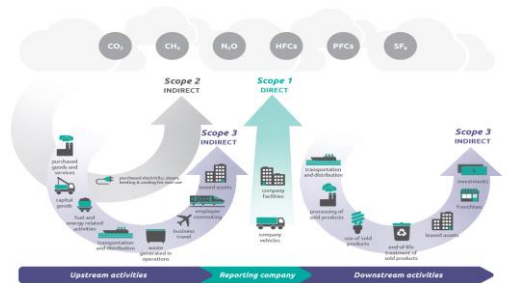 CO₂ CH₄ N₂O HFCs PFCs SF₆
Scope 2
INDIRECT
Scope 1
DIRECT
Scope 3
INDIRECT
Scope 3
INDIRECT
purchased
goods and
services
capital
goods
fuel and
energy related
activities
transportation
and distribution
waste
generated in
operations
business
travel
employee
commuting
leased assets
purchased electricity, steam,
heating & cooling for own use
company
facilities
company
vehicles
transportation
and distribution
processing of
sold products
use of sold
products
end-of-life
treatment of
sold products
leased assets
franchises
investments
Upstream activities
Reporting company
Downstream activities